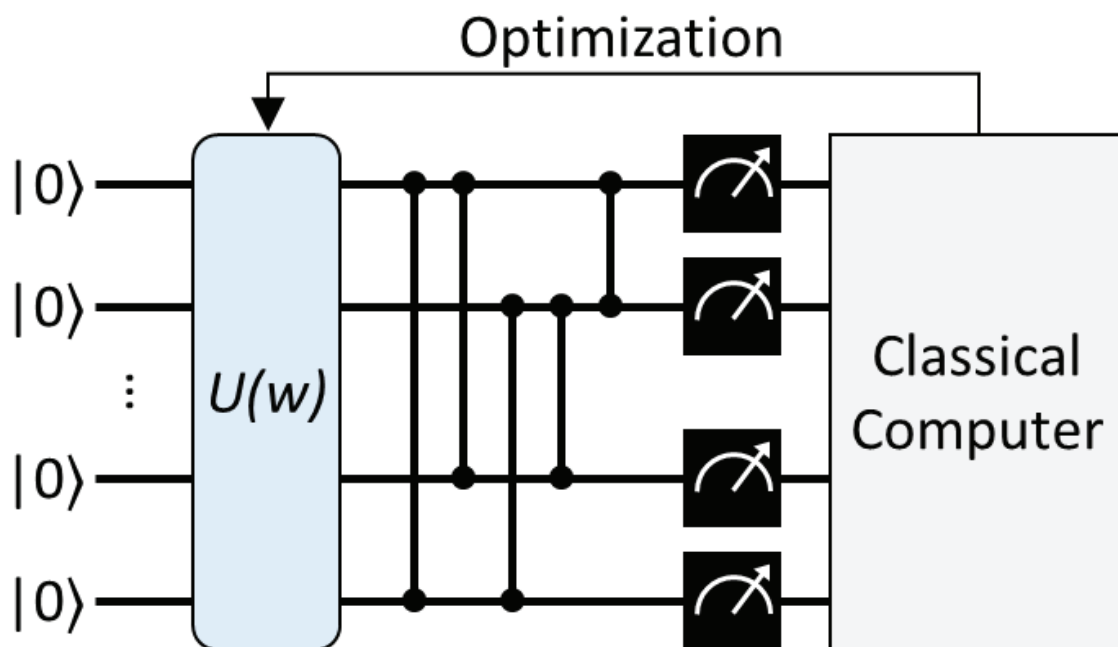 Optimization
|0⟩
|0⟩
⋮
U(w)
Classical
Computer
|0⟩
|0⟩